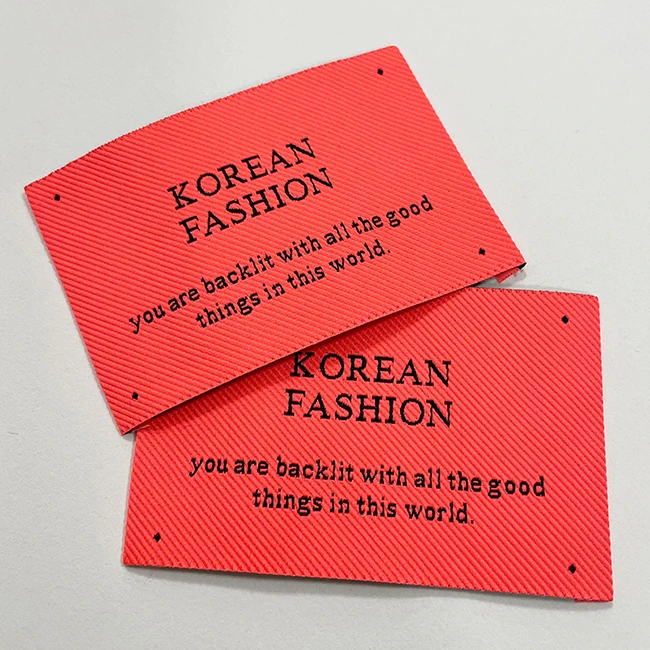 KOREAN
FASHION
you are backlit with all the good
things in this world.
KOREAN
FASHION
you are backlit with all the good
things in this world.